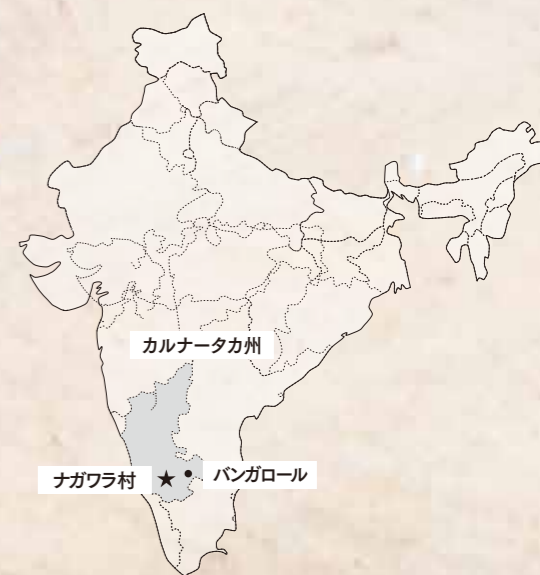 カルナータカ州
ナガワラ村 ★
バンガロール